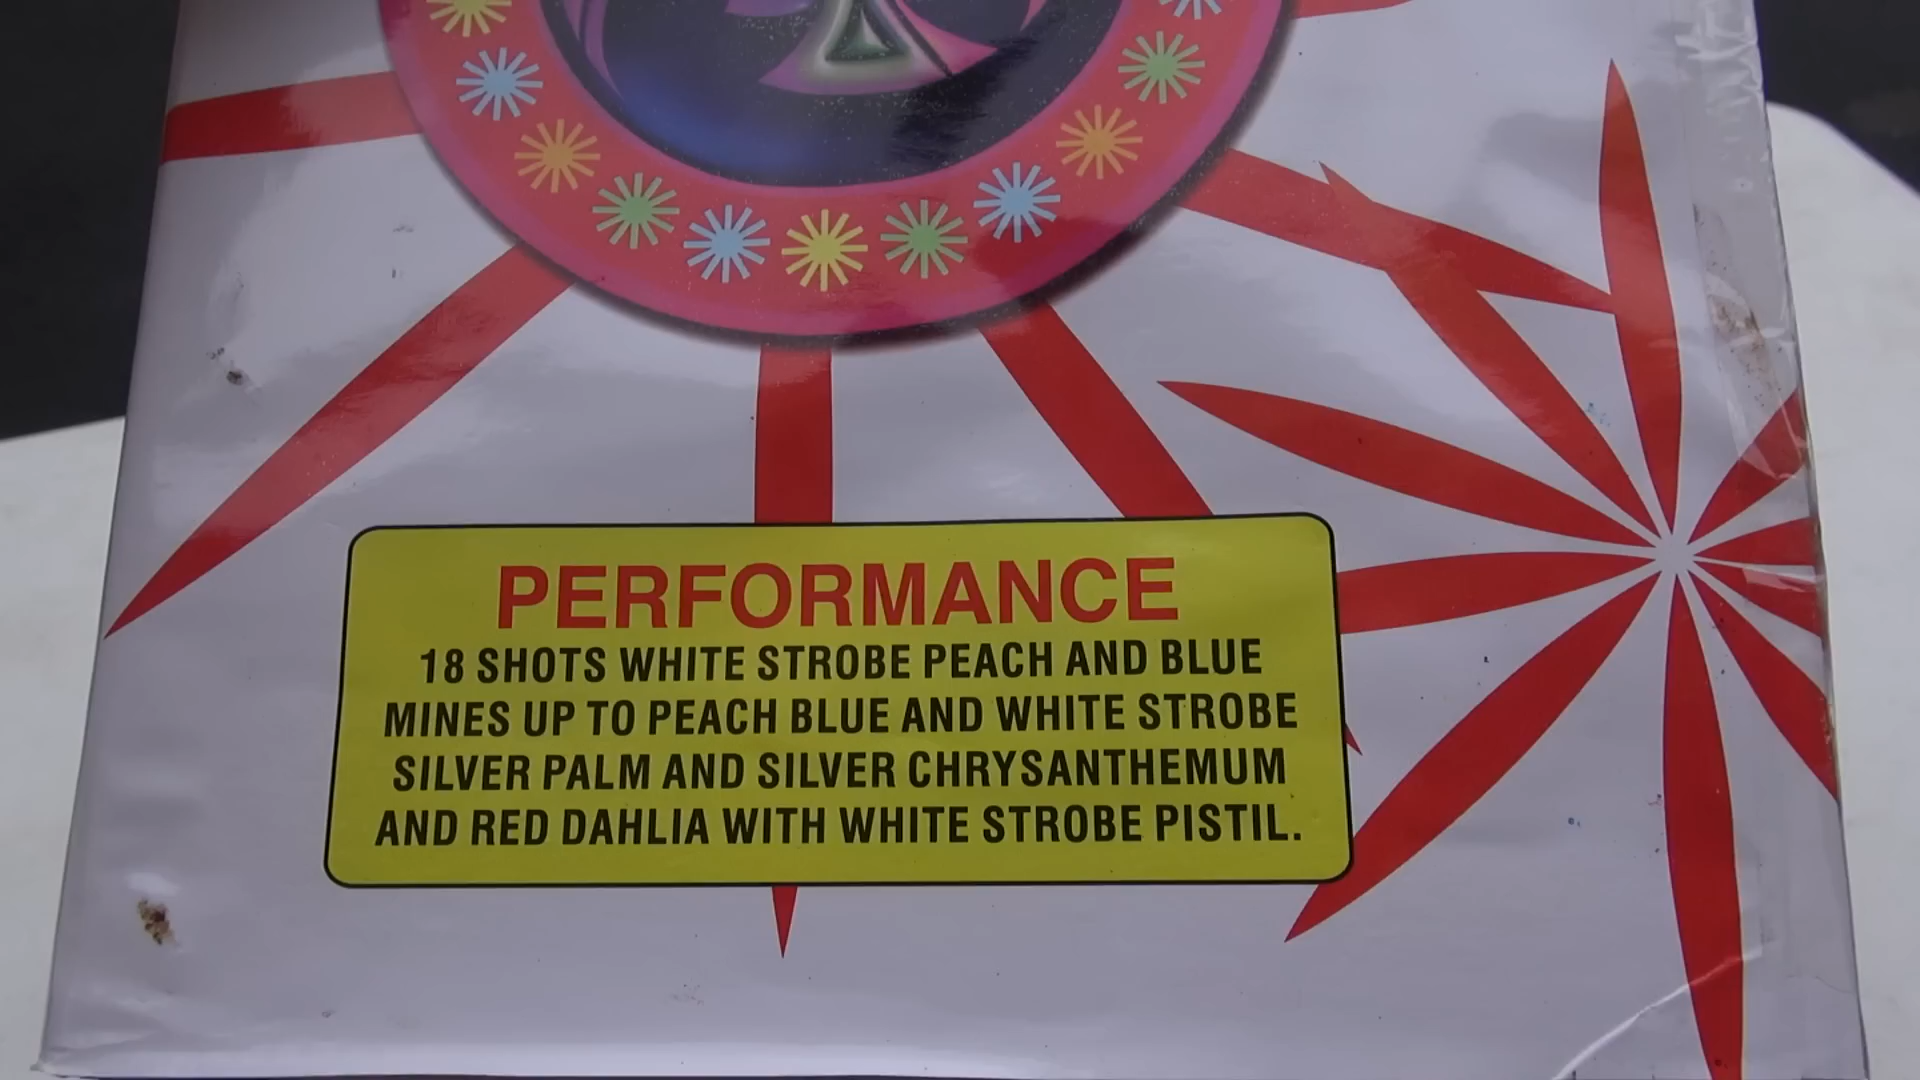 PERFORMANCE
18 SHOTS WHITE STROBE PEACH AND BLUE
MINES UP TO PEACH BLUE AND WHITE STROBE
SILVER PALM AND SILVER CHRYSANTHEMUM
AND RED DAHLIA WITH WHITE STROBE PISTIL.